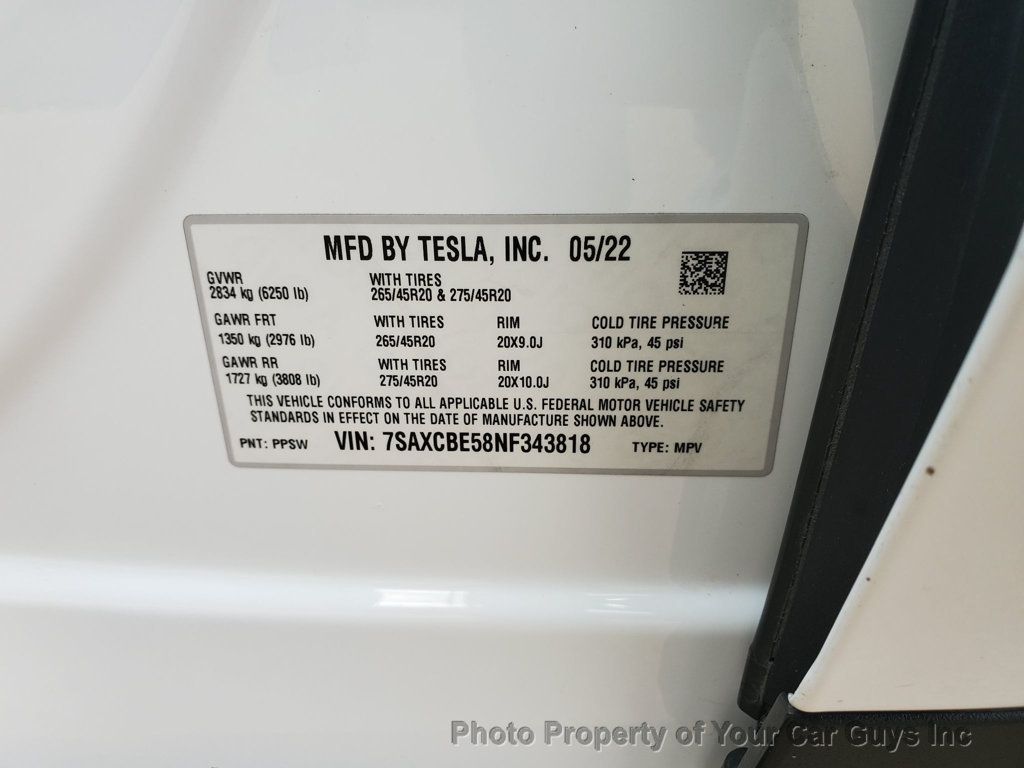 MFD BY TESLA, INC. 05/22
GVWR WITH TIRES
2834 kg (6250 lb) 265/45R20 & 275/45R20
GAWR FRT WITH TIRES RIM COLD TIRE PRESSURE
1350 kg (2976 lb) 265/45R20 20X9.0J 310 kPa, 45 psi
GAWR RR WITH TIRES RIM COLD TIRE PRESSURE
1727 kg (3808 lb) 275/45R20 20X10.0J 310 kPa, 45 psi
THIS VEHICLE CONFORMS TO ALL APPLICABLE U.S. FEDERAL MOTOR VEHICLE SAFETY
STANDARDS IN EFFECT ON THE DATE OF MANUFACTURE SHOWN ABOVE.
PNT: PPSW VIN: 7SAXCBE58NF343818 TYPE: MPV
Photo Property of Your Car Guys Inc